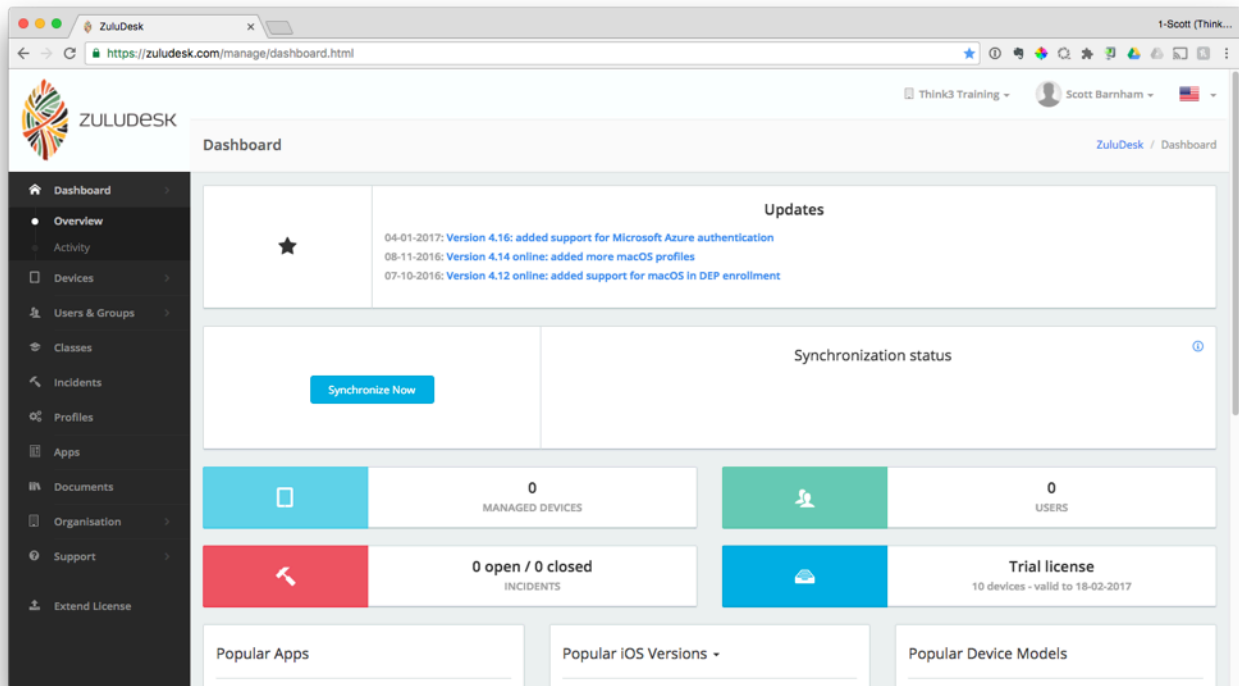 ZuluDesk
1-Scott (Think...
https://zuludesk.com/manage/dashboard.html
ZULUDESK
Think3 Training
Scott Barnham
Dashboard
ZuluDesk / Dashboard
Dashboard
Overview
Activity
Devices
Users & Groups
Classes
Incidents
Profiles
Apps
Documents
Organisation
Support
Extend License
Updates
04-01-2017: Version 4.16: added support for Microsoft Azure authentication
08-11-2016: Version 4.14 online: added more macOS profiles
07-10-2016: Version 4.12 online: added support for macOS in DEP enrollment
Synchronize Now
Synchronization status
0
MANAGED DEVICES
0
USERS
0 open / 0 closed
INCIDENTS
Trial license
10 devices - valid to 18-02-2017
Popular Apps
Popular iOS Versions
Popular Device Models